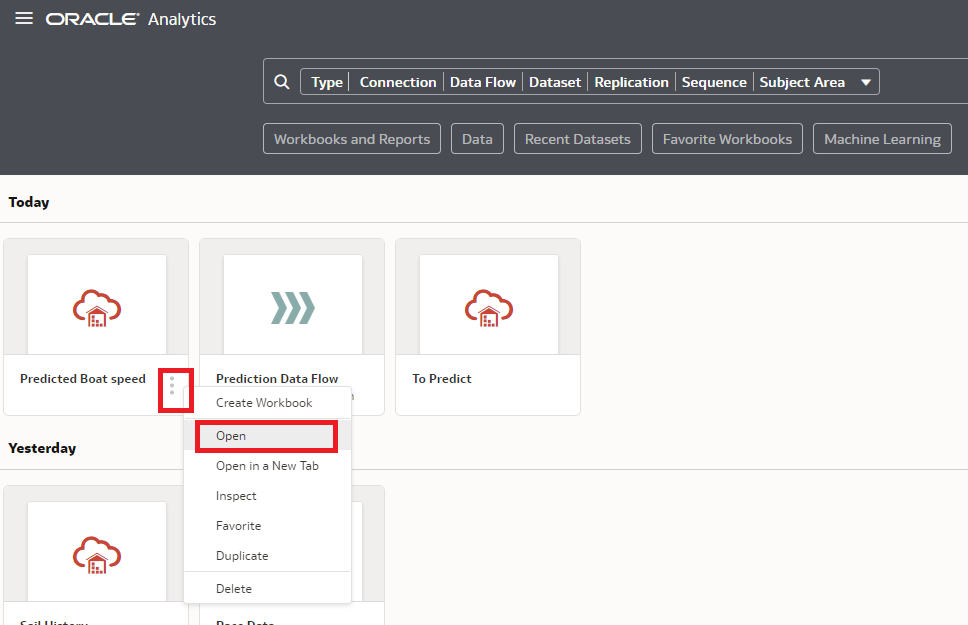 ORACLE Analytics
Type Connection Data Flow Dataset Replication Sequence Subject Area
Workbooks and Reports Data Recent Datasets Favorite Workbooks Machine Learning
Today
Predicted Boat speed Prediction Data Flow To Predict
Create Workbook
Open
Open in a New Tab
Inspect
Favorite
Duplicate
Delete
Yesterday